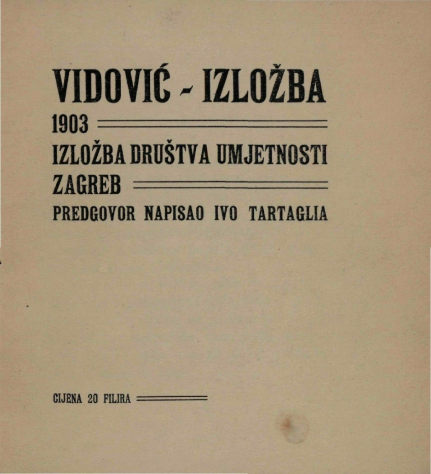 VIDOVIĆ - IZLOŽBA
1903
IZLOŽBA DRUŠTVA UMJETNOSTI
ZAGREB
PREDGOVOR NAPISAO IVO TARTAGLIA
CIJENA 20 FILIRA